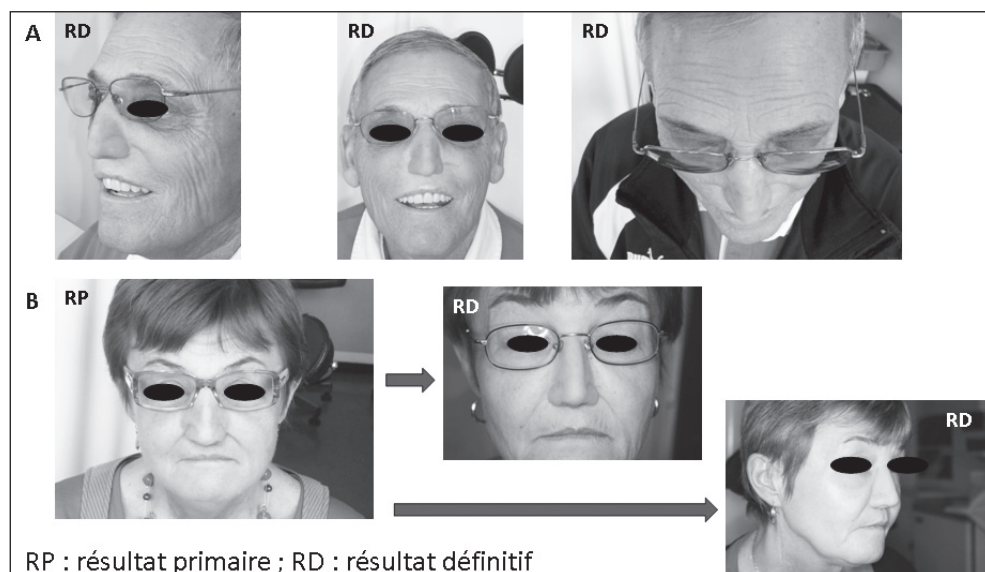 A RD RD RD
B RP RD
RD
RP : résultat primaire ; RD : résultat définitif